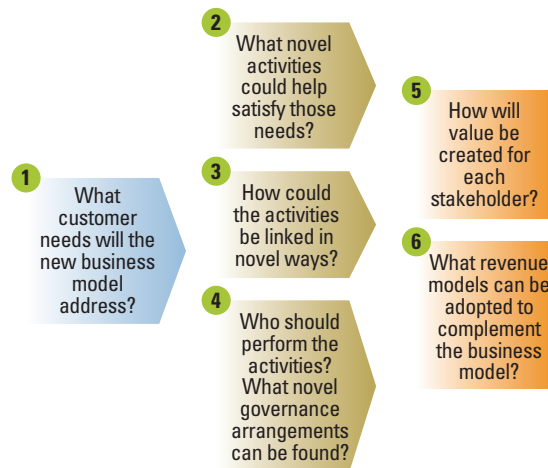 1
What
customer
needs will the
new business
model
address?
2
What novel
activities
could help
satisfy those
needs?
3
How could
the activities
be linked in
novel ways?
4
Who should
perform the
activities?
What novel
governance
arrangements
can be found?
5
How will
value be
created for
each
stakeholder?
6
What revenue
models can be
adopted to
complement
the business
model?